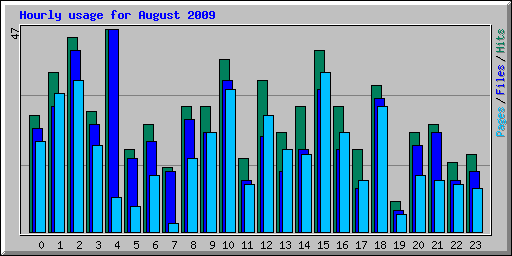 Hourly usage for August 2009
47
Pages / Files / Hits
0 1 2 3 4 5 6 7 8 9 10 11 12 13 14 15 16 17 18 19 20 21 22 23